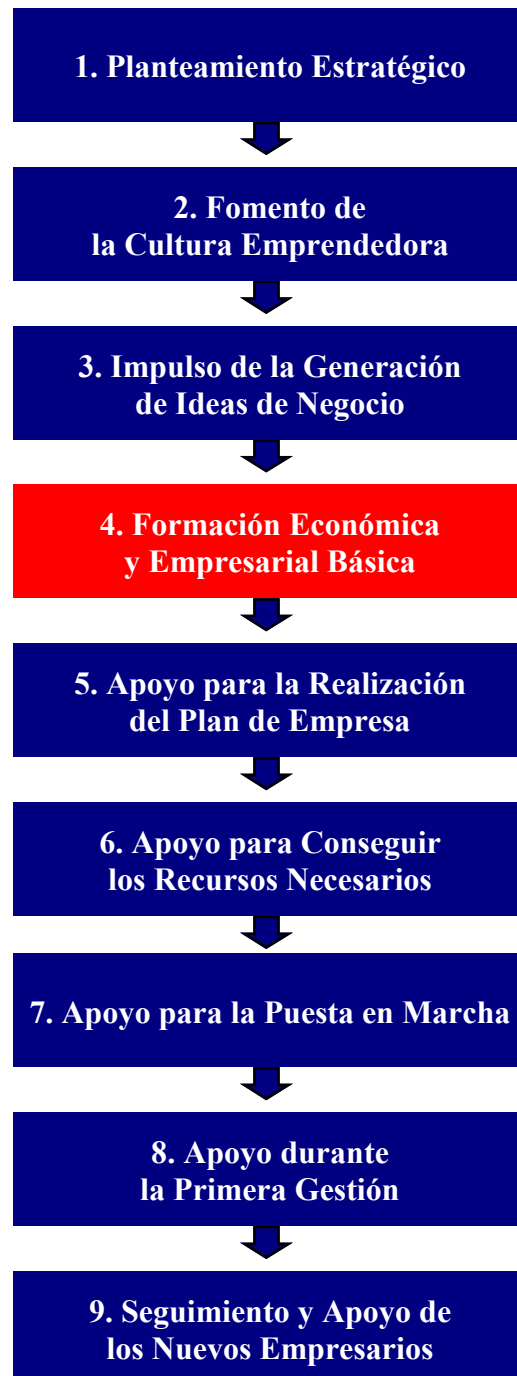 1. Planteamiento Estratégico
2. Fomento de
la Cultura Emprendedora
3. Impulso de la Generación
de Ideas de Negocio
4. Formación Económica
y Empresarial Básica
5. Apoyo para la Realización
del Plan de Empresa
6. Apoyo para Conseguir
los Recursos Necesarios
7. Apoyo para la Puesta en Marcha
8. Apoyo durante
la Primera Gestión
9. Seguimiento y Apoyo de
los Nuevos Empresarios